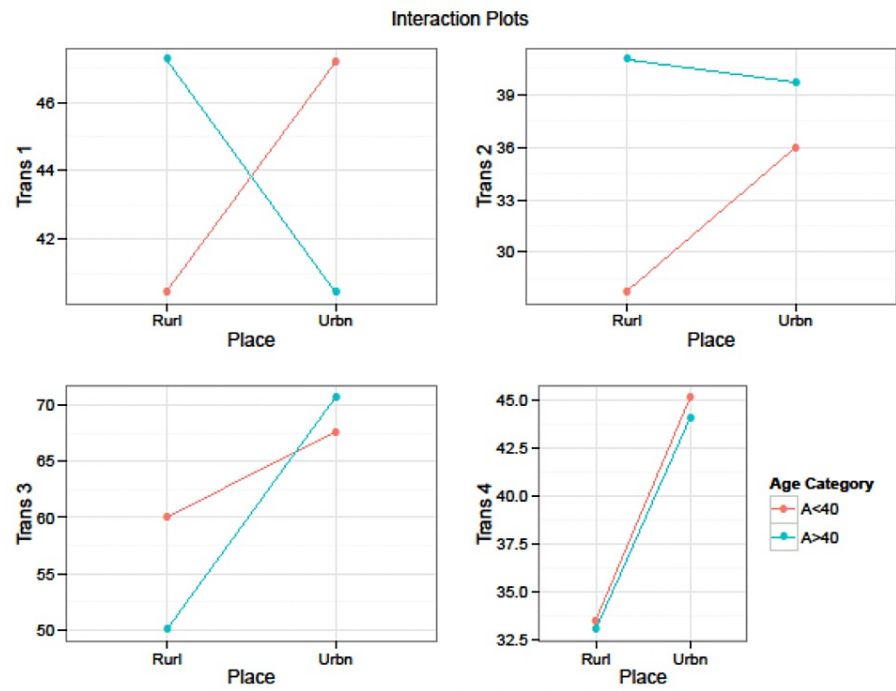 Interaction Plots
Trans 1
46
44
42
Rurl Urbn
Place
Trans 2
39
36
33
30
Rurl Urbn
Place
Trans 3
70
65
60
55
50
Rurl Urbn
Place
Trans 4
45.0
42.5
40.0
37.5
35.0
32.5
Rurl Urbn
Place
Age Category
A<40
A>40